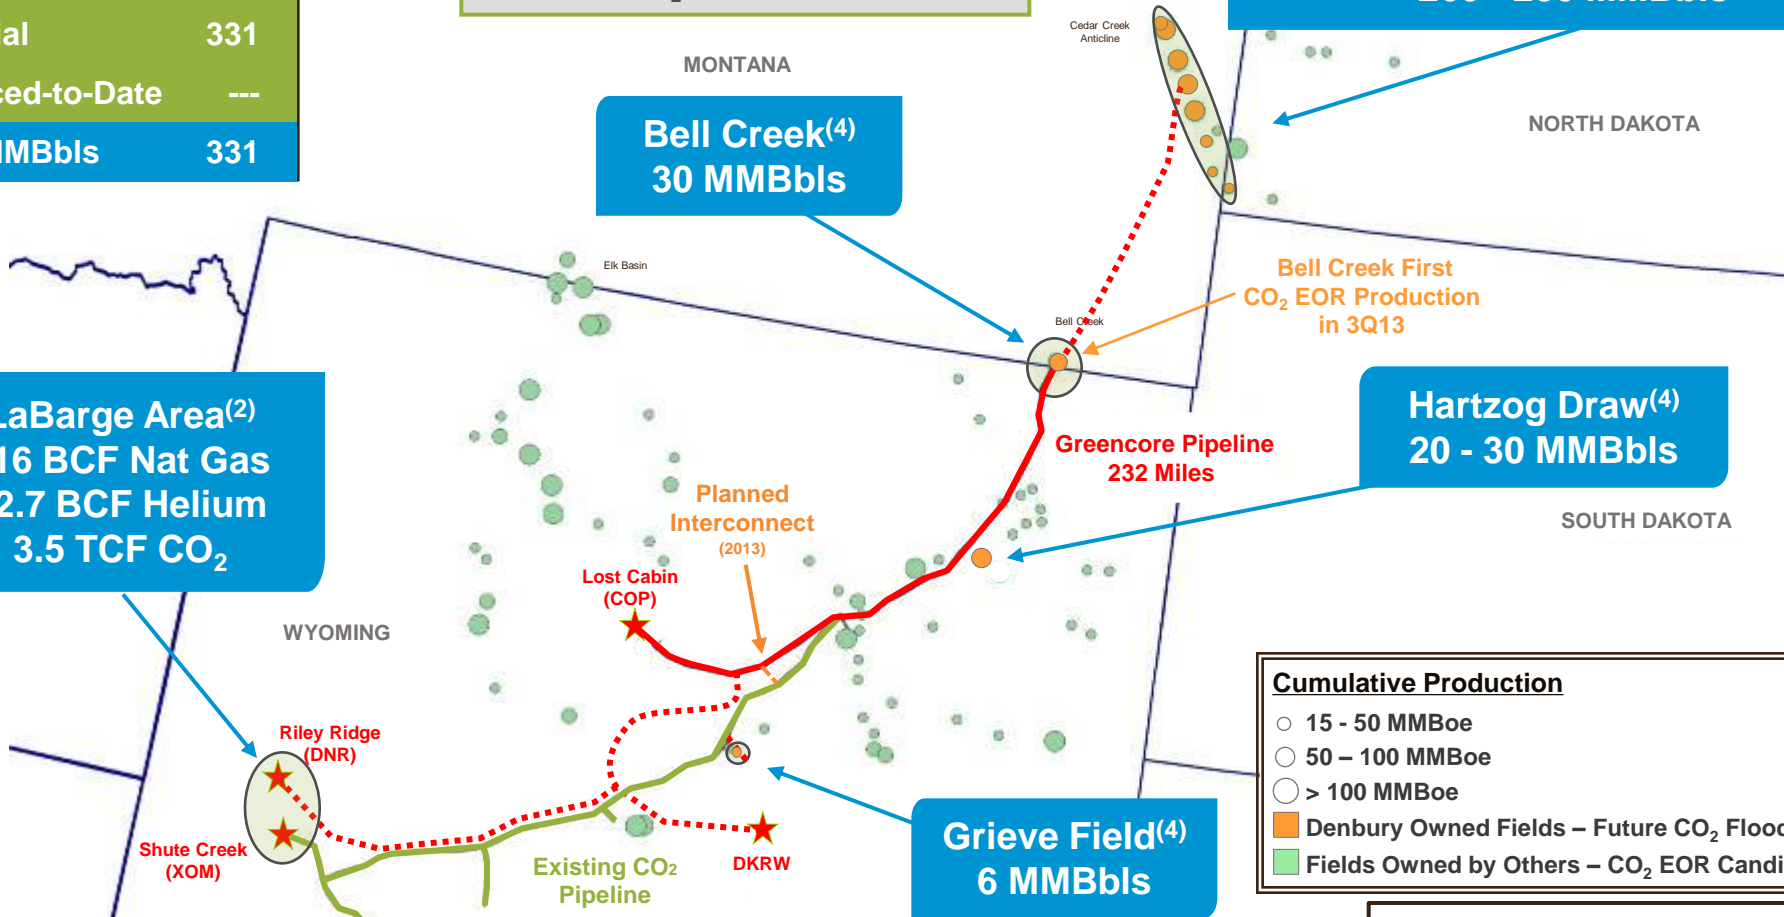 331
---
MMBbls 331
Cedar Creek
Anticline
MONTANA
NORTH DAKOTA
Bell Creek(4)
30 MMBbls
Elk Basin
Bell Creek First
CO2 EOR Production
in 3Q13
Bell Creek
LaBarge Area(2)
16 BCF Nat Gas
2.7 BCF Helium
3.5 TCF CO2
Hartzog Draw(4)
20 - 30 MMBbls
Greencore Pipeline
232 Miles
Planned
Interconnect
(2013)
SOUTH DAKOTA
Lost Cabin
(COP)
WYOMING
Riley Ridge
(DNR)
Shute Creek
(XOM)
Existing CO2
Pipeline
DKRW
Grieve Field(4)
6 MMBbls
Cumulative Production
15 - 50 MMBoe
50 – 100 MMBoe
> 100 MMBoe
Denbury Owned Fields – Future CO2 Flood
Fields Owned by Others – CO2 EOR Candi